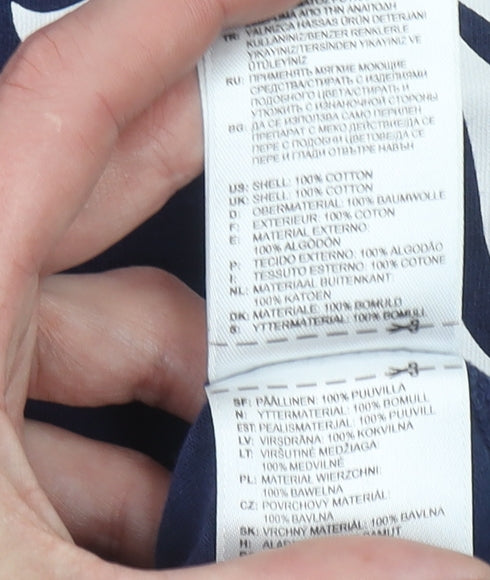 TR: YALNIZCA HASSAS ÜRÜN DETERJANI
KULLANINIZ/BENZER RENKLERLE
YIKAYINIZ/TERSİNDEN YIKAYINIZ VE
ÜTÜLEYİNİZ
RU: ПРИМЕНЯТЬ МЯГКИЕ МОЮЩИЕ
СРЕДСТВА/СТИРАТЬ С ИЗДЕЛИЯМИ
ПОДОБНОГО ЦВЕТА/СТИРАТЬ И
УТЮЖИТЬ С ИЗНАНОЧНОЙ СТОРОНЫ
BG: ДА СЕ ИЗПОЛЗВА САМО ПЕРИЛЕН
ПРЕПАРАТ С МЕКО ДЕЙСТВИЕ/ДА СЕ
ПЕРЕ С ПОДОБНИ ЦВЕТОВЕ/ДА СЕ
ПЕРЕ И ГЛАДИ ОТВЪТРЕ НАВЪН
US: SHELL: 100% COTTON
UK: SHELL: 100% COTTON
D: OBERMATERIAL: 100% BAUMWOLLE
F: EXTERIEUR: 100% COTON
E: MATERIAL EXTERNO:
100% ALGODÓN
P: TECIDO EXTERNO: 100% ALGODÃO
I: TESSUTO ESTERNO: 100% COTONE
NL: MATERIAAL BUITENKANT:
100% KATOEN
DK: MATERIALE: 100% BOMULD
S: YTTERMATERIAL: 100% BOMULL
SF: PÄÄLLINEN: 100% PUUVILLA
N: YTTERMATERIAL: 100% BOMULL
EST: PEALISMATERJAL: 100% PUUVILL
LV: VIRSDRĀNA: 100% KOKVILNA
LT: VIRŠUTINĖ MEDŽIAGA:
100% MEDVILNĖ
PL: MATERIAŁ WIERZCHNI:
100% BAWEŁNA
CZ: POVRCHOVÝ MATERIÁL:
100% BAVLNA
SK: VRCHNÝ MATERIÁL: 100% BAVLNA
H: